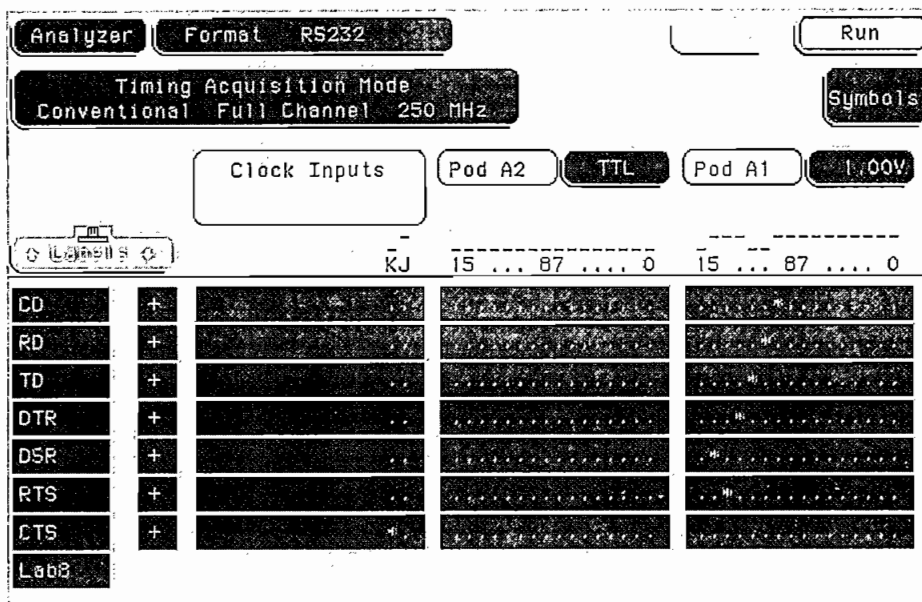 Analyzer Format RS232 Run
Timing Acquisition Mode
Conventional Full Channel 250 MHz
Symbols
Clock Inputs Pod A2 TTL Pod A1 1.00V
Labels
KJ 15 ... 87 .... 0 15 ... 87 .... 0
CD +
RD +
TD +
DTR +
DSR +
RTS +
CTS +
Lab8